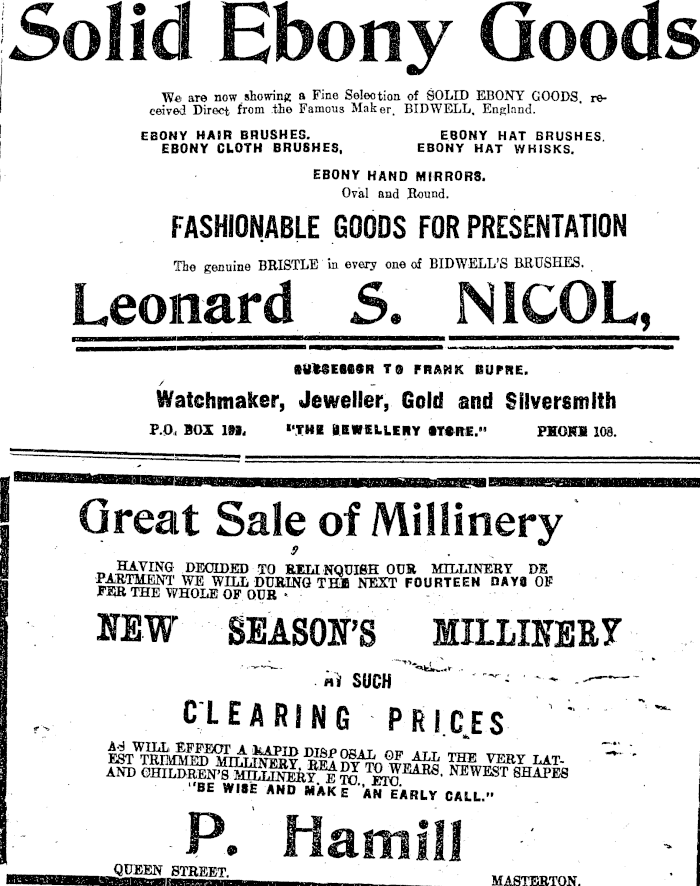 Solid Ebony Goods
We are now showing a Fine Selection of SOLID EBONY GOODS, re-
ceived Direct from the Famous Maker, BIDWELL, England.
EBONY HAIR BRUSHES. EBONY HAT BRUSHES.
EBONY CLOTH BRUSHES, EBONY HAT WHISKS.
EBONY HAND MIRRORS.
Oval and Round.
FASHIONABLE GOODS FOR PRESENTATION
The genuine BRISTLE in every one of BIDWELL'S BRUSHES.
Leonard S. NICOL,
SUCCESSOR TO FRANK DUPRE.
Watchmaker, Jeweller, Gold and Silversmith
P.O. BOX "THE JEWELLERY STORE." PHONE 108.
Great Sale of Millinery
HAVING DECIDED TO RELINQUISH OUR MILLINERY DE
PARTMENT WE WILL DURING THE NEXT FOURTEEN DAYS OF
FER THE WHOLE OF OUR
NEW SEASON'S MILLINERY
AT SUCH
CLEARING PRICES
AS WILL EFFECT A RAPID DISPOSAL OF ALL THE VERY LAT-
EST TRIMMED MILLINERY, READY TO WEARS, NEWEST SHAPES
AND CHILDREN'S MILLINERY, ETC., ETC.
"BE WISE AND MAKE AN EARLY CALL."
P. Hamill
QUEEN STREET. MASTERTON.